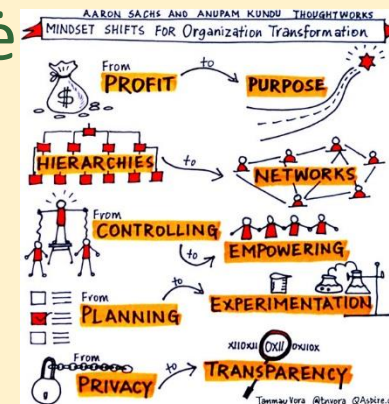 é
AARON SACHS AND ANUPAM KUNDU THOUGHTWORKS
MINDSET SHIFTS FOR Organization Transformation
From to
PROFIT PURPOSE
$
HIERARCHIES to NETWORKS
From
CONTROLLING
to EMPOWERING
From to EXPERIMENTATION
PLANNING
XIIOXII OXII OXIIOX
From to TRANSPARENCY
PRIVACY
Tanmay Vora @tnvora QAspire.